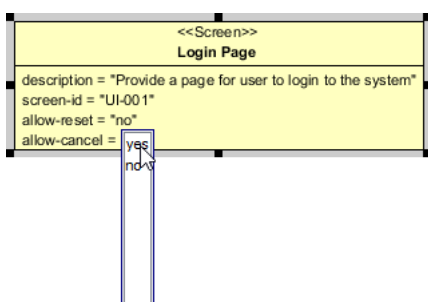 <<Screen>>
Login Page
description = "Provide a page for user to login to the system"
screen-id = "UI-001"
allow-reset = "no"
allow-cancel =
yes
no